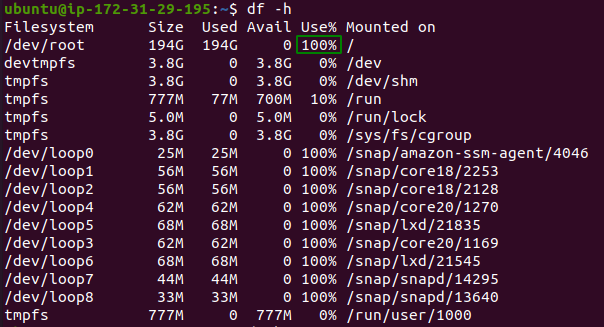 ubuntu@ip-172-31-29-195:~$ df -h
Filesystem Size Used Avail Use% Mounted on
/dev/root 194G 194G 0 100% /
devtmpfs 3.8G 0 3.8G 0% /dev
tmpfs 3.8G 0 3.8G 0% /dev/shm
tmpfs 777M 77M 700M 10% /run
tmpfs 5.0M 0 5.0M 0% /run/lock
tmpfs 3.8G 0 3.8G 0% /sys/fs/cgroup
/dev/loop0 25M 25M 0 100% /snap/amazon-ssm-agent/4046
/dev/loop1 56M 56M 0 100% /snap/core18/2253
/dev/loop2 56M 56M 0 100% /snap/core18/2128
/dev/loop4 62M 62M 0 100% /snap/core20/1270
/dev/loop5 68M 68M 0 100% /snap/lxd/21835
/dev/loop3 62M 62M 0 100% /snap/core20/1169
/dev/loop6 68M 68M 0 100% /snap/lxd/21545
/dev/loop7 44M 44M 0 100% /snap/snapd/14295
/dev/loop8 33M 33M 0 100% /snap/snapd/13640
tmpfs 777M 0 777M 0% /run/user/1000